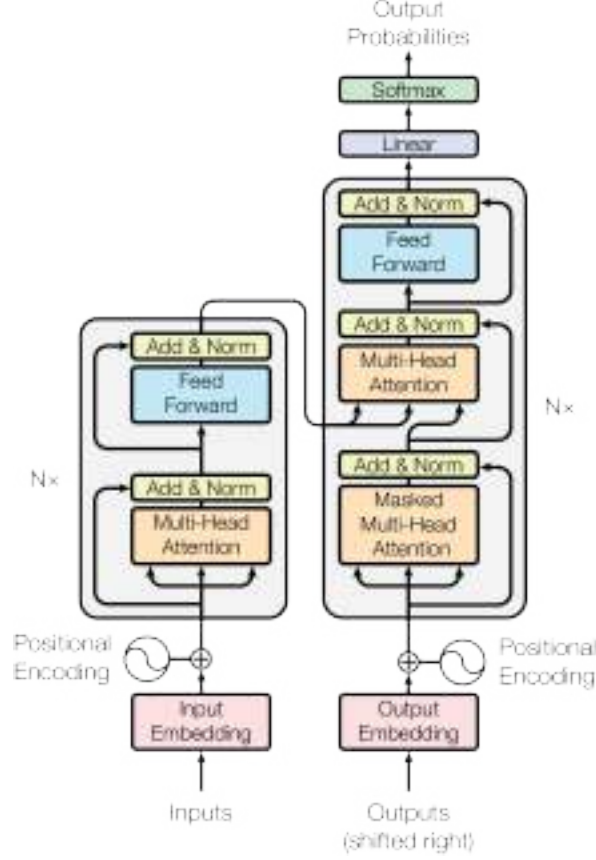 Output
Probabilities
Softmax
Linear
Add & Norm
Feed
Forward
Add & Norm
Multi-Head
Attention
Add & Norm
Masked
Multi-Head
Attention
Nx
Add & Norm
Feed
Forward
Add & Norm
Multi-Head
Attention
Nx
Positional
Encoding
Positional
Encoding
Input
Embedding
Output
Embedding
Inputs
Outputs
(shifted right)